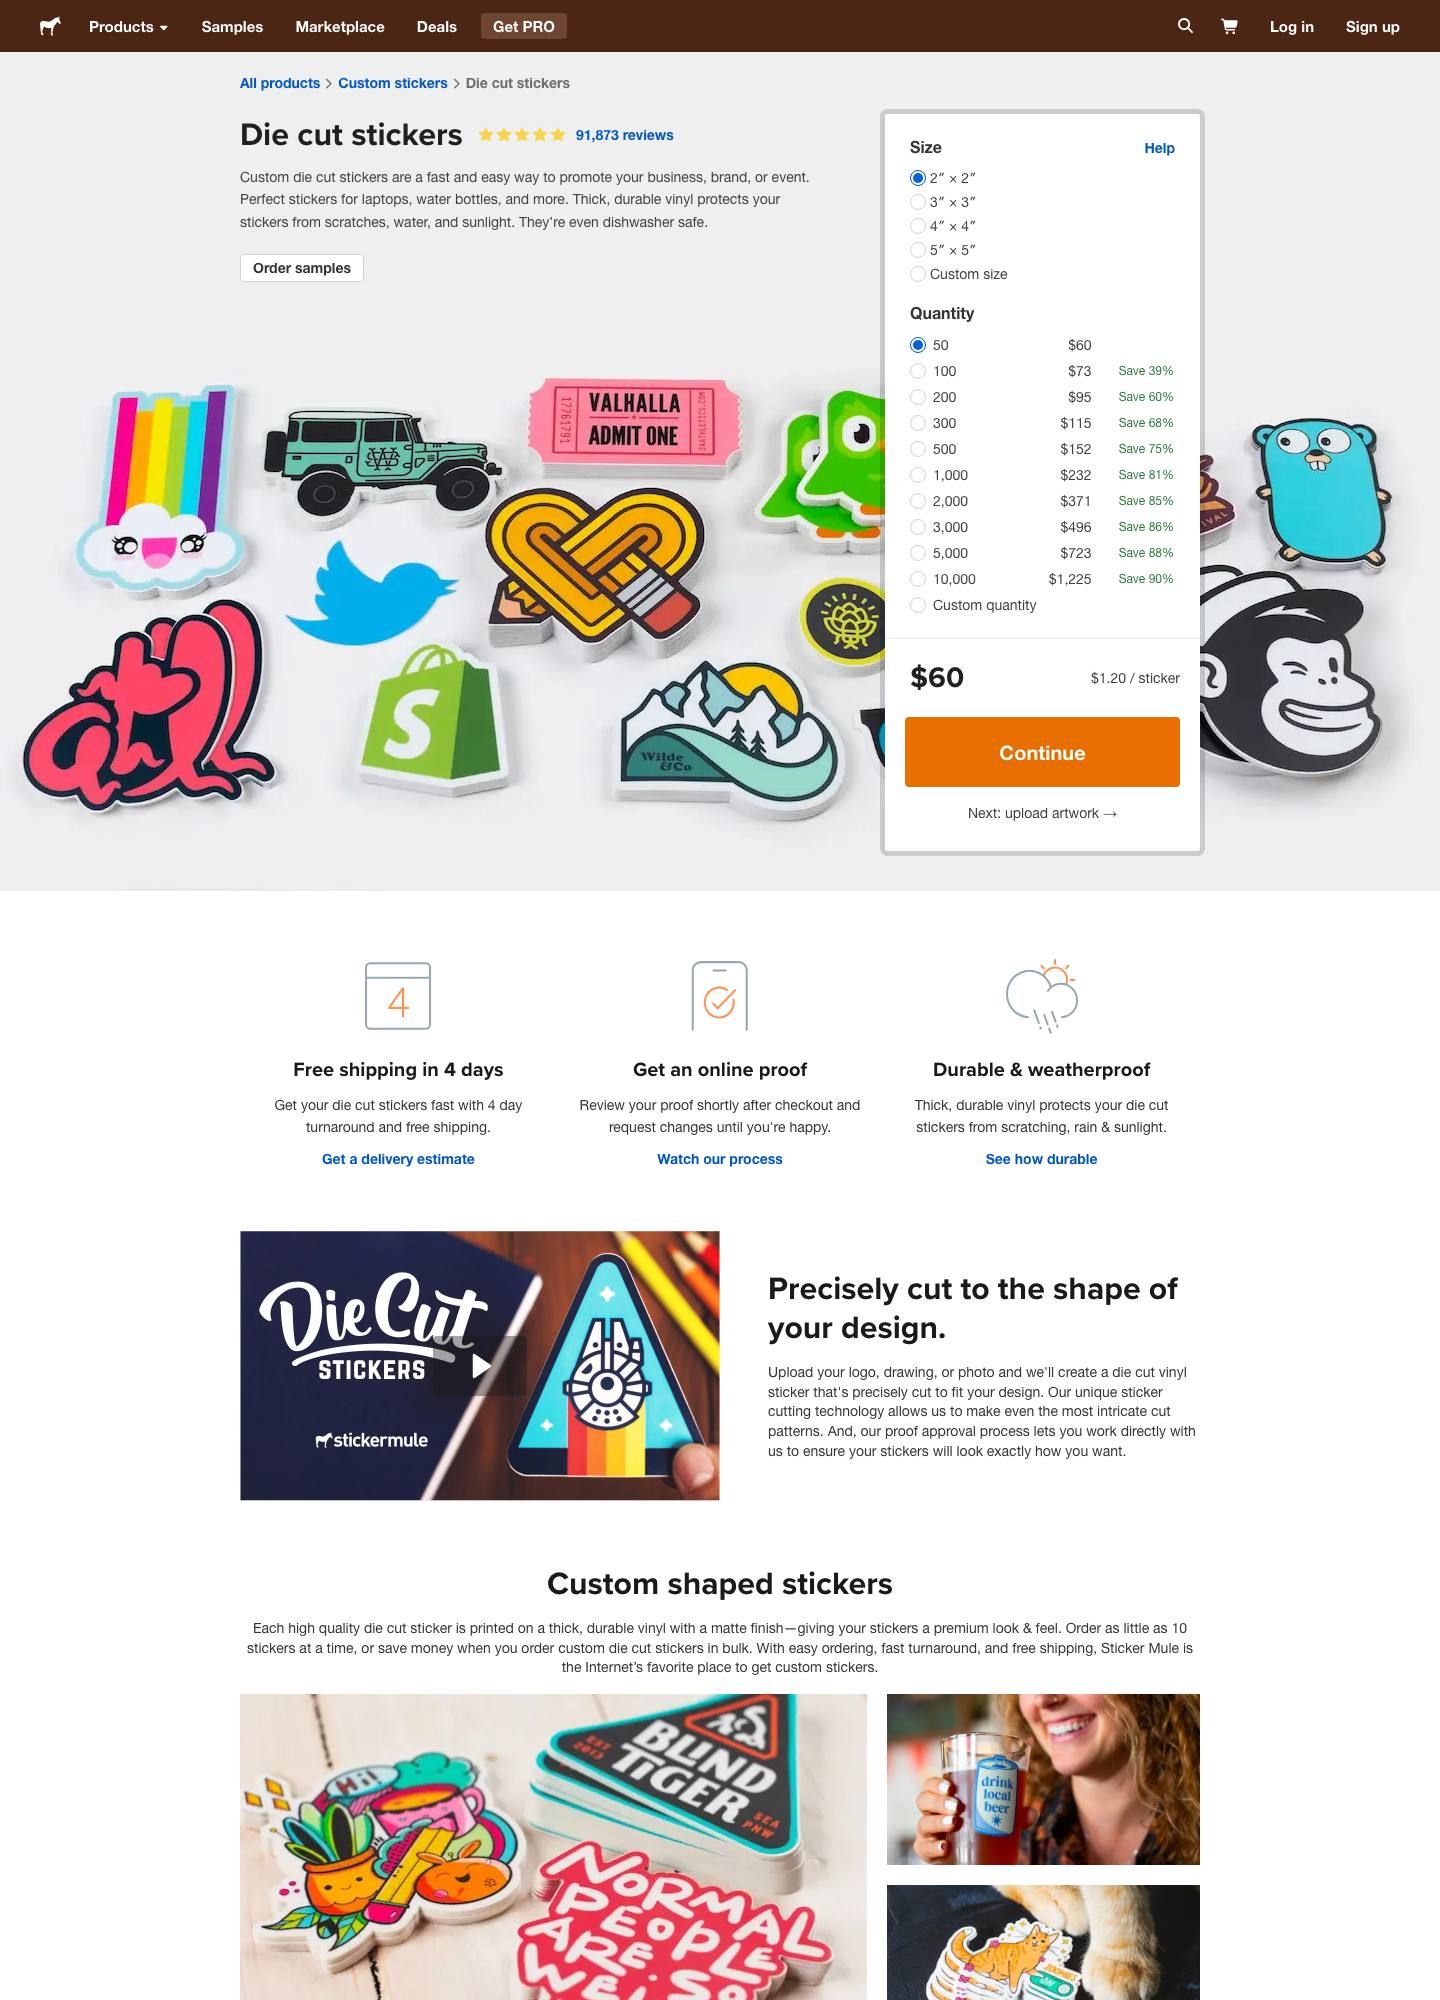 Products
Samples
Marketplace
Deals
Get PRO
Log in
Sign up
All products > Custom stickers > Die cut stickers
Die cut stickers
91,873 reviews
Custom die cut stickers are a fast and easy way to promote your business, brand, or event.
Perfect stickers for laptops, water bottles, and more. Thick, durable vinyl protects your
stickers from scratches, water, and sunlight. They're even dishwasher safe.
Order samples
Size
Help
2″ × 2″
3″ × 3″
4″ × 4″
5″ × 5″
Custom size
Quantity
50 $60
100 $73 Save 39%
200 $95 Save 60%
300 $115 Save 68%
500 $152 Save 75%
1,000 $232 Save 81%
2,000 $371 Save 85%
3,000 $496 Save 86%
5,000 $723 Save 88%
10,000 $1,225 Save 90%
Custom quantity
$60
$1.20 / sticker
Continue
Next: upload artwork →
17761791
VALHALLA
ADMIT ONE
24ATHLETICS.COM
S
Wilde
&Co
4
Free shipping in 4 days
Get your die cut stickers fast with 4 day
turnaround and free shipping.
Get a delivery estimate
Get an online proof
Review your proof shortly after checkout and
request changes until you're happy.
Watch our process
Durable & weatherproof
Thick, durable vinyl protects your die cut
stickers from scratching, rain & sunlight.
See how durable
Die Cut
STICKERS
stickermule
Precisely cut to the shape of
your design.
Upload your logo, drawing, or photo and we'll create a die cut vinyl
sticker that's precisely cut to fit your design. Our unique sticker
cutting technology allows us to make even the most intricate cut
patterns. And, our proof approval process lets you work directly with
us to ensure your stickers will look exactly how you want.
Custom shaped stickers
Each high quality die cut sticker is printed on a thick, durable vinyl with a matte finish—giving your stickers a premium look & feel. Order as little as 10
stickers at a time, or save money when you order custom die cut stickers in bulk. With easy ordering, fast turnaround, and free shipping, Sticker Mule is
the Internet's favorite place to get custom stickers.
Hi!
EST
2013
BLIND
TIGER
SEA
PNW
NORMAL
PEOPLE
ARE SO
drink
local
beer
ZOOMIES
ON